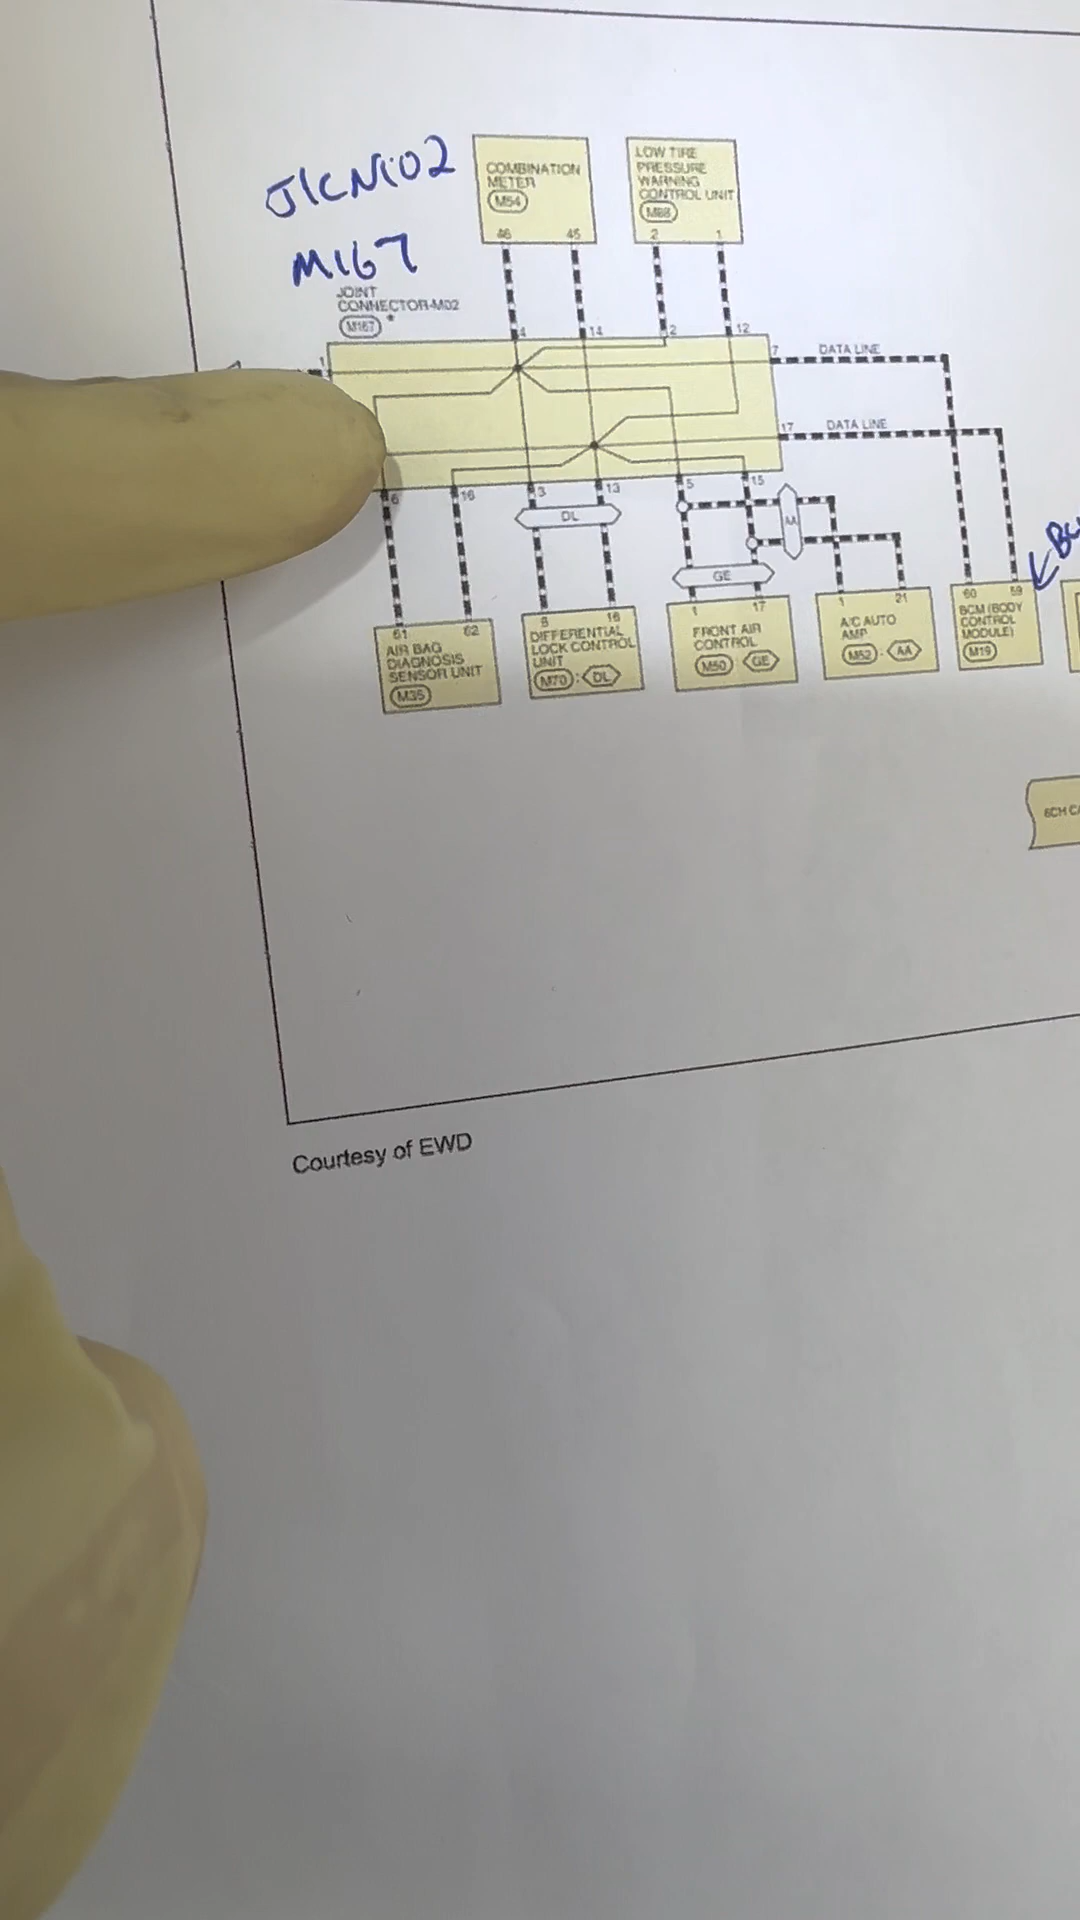 J/CNM02
M167
JOINT
CONNECTOR-M02
M167 *
COMBINATION
METER
M54
46 45
LOW TIRE
PRESSURE
WARNING
CONTROL UNIT
M88
2 1
4 14 2 12
1
7 DATA LINE
17 DATA LINE
6 16 3 13 5 15
DL
AA
GE
61 62
AIR BAG
DIAGNOSIS
SENSOR UNIT
M35
8 16
DIFFERENTIAL
LOCK CONTROL
UNIT
M70 : DL
1 17
FRONT AIR
CONTROL
M50 : GE
1 21
A/C AUTO
AMP
M52 : AA
60 59
BCM (BODY
CONTROL
MODULE)
M19
Courtesy of EWD